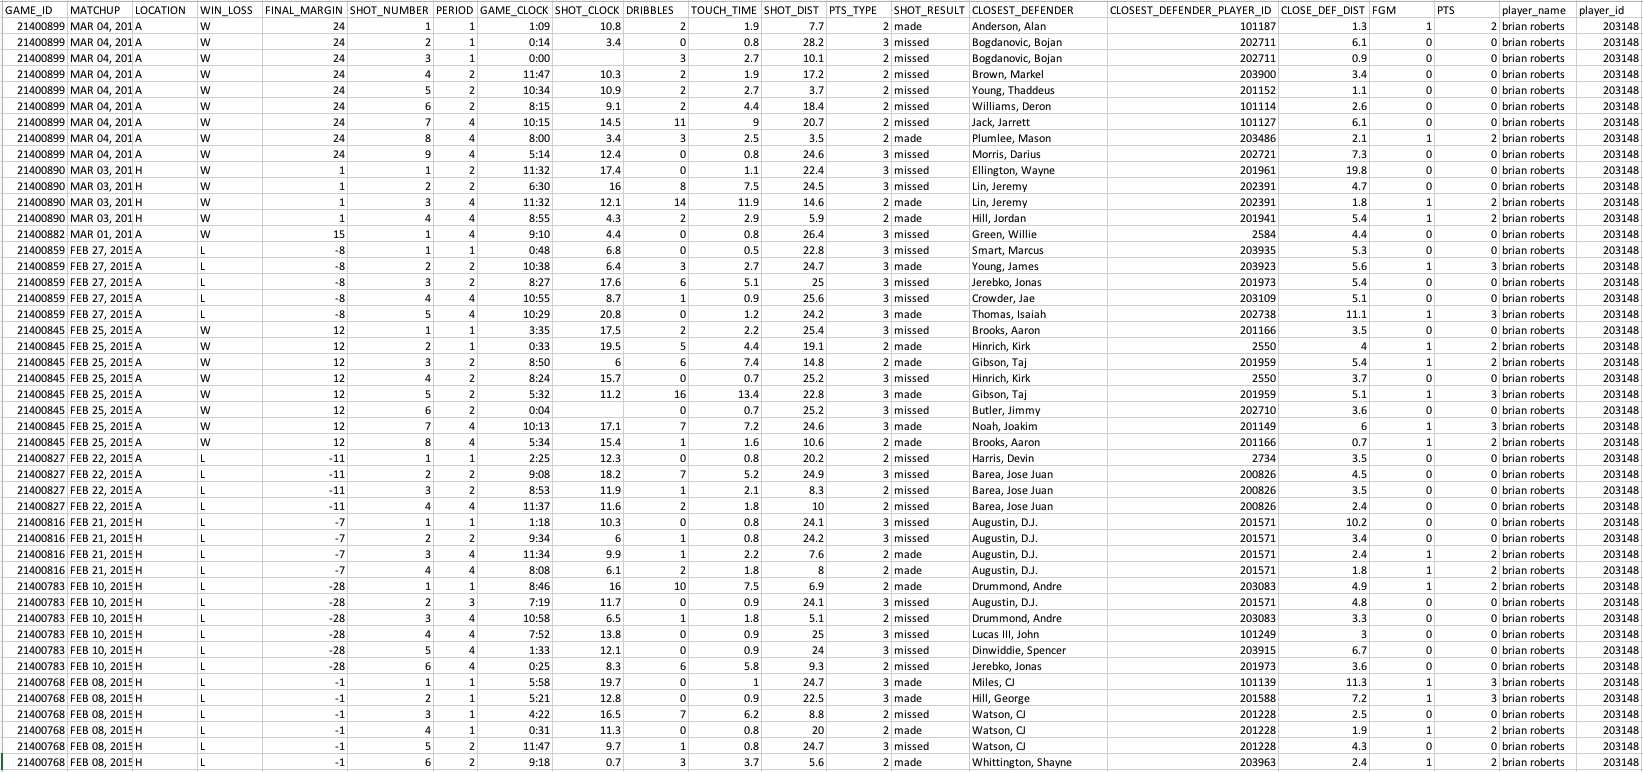 GAME_ID MATCHUP LOCATION WIN_LOSS FINAL_MARGIN SHOT_NUMBER PERIOD GAME_CLOCK SHOT_CLOCK DRIBBLES TOUCH_TIME SHOT_DIST PTS_TYPE SHOT_RESULT CLOSEST_DEFENDER CLOSEST_DEFENDER_PLAYER_ID CLOSE_DEF_DIST FGM PTS player_name player_id
21400899 MAR 04, 201 A W 24 1 1 1:09 10.8 2 1.9 7.7 2 made Anderson, Alan 101187 1.3 1 2 brian roberts 203148
21400899 MAR 04, 201 A W 24 2 1 0:14 3.4 0 0.8 28.2 3 missed Bogdanovic, Bojan 202711 6.1 0 0 brian roberts 203148
21400899 MAR 04, 201 A W 24 3 1 0:00 3 2.7 10.1 2 missed Bogdanovic, Bojan 202711 0.9 0 0 brian roberts 203148
21400899 MAR 04, 201 A W 24 4 2 11:47 10.3 2 1.9 17.2 2 missed Brown, Markel 203900 3.4 0 0 brian roberts 203148
21400899 MAR 04, 201 A W 24 5 2 10:34 10.9 2 2.7 3.7 2 missed Young, Thaddeus 201152 1.1 0 0 brian roberts 203148
21400899 MAR 04, 201 A W 24 6 2 8:15 9.1 2 4.4 18.4 2 missed Williams, Deron 101114 2.6 0 0 brian roberts 203148
21400899 MAR 04, 201 A W 24 7 4 10:15 14.5 11 9 20.7 2 missed Jack, Jarrett 101127 6.1 0 0 brian roberts 203148
21400899 MAR 04, 201 A W 24 8 4 8:00 3.4 3 2.5 3.5 2 made Plumlee, Mason 203486 2.1 1 2 brian roberts 203148
21400899 MAR 04, 201 A W 24 9 4 5:14 12.4 0 0.8 24.6 3 missed Morris, Darius 202721 7.3 0 0 brian roberts 203148
21400890 MAR 03, 201 H W 1 1 2 11:32 17.4 0 1.1 22.4 3 missed Ellington, Wayne 201961 19.8 0 0 brian roberts 203148
21400890 MAR 03, 201 H W 1 2 2 6:30 16 8 7.5 24.5 3 missed Lin, Jeremy 202391 4.7 0 0 brian roberts 203148
21400890 MAR 03, 201 H W 1 3 4 11:32 12.1 14 11.9 14.6 2 made Lin, Jeremy 202391 1.8 1 2 brian roberts 203148
21400890 MAR 03, 201 H W 1 4 4 8:55 4.3 2 2.9 5.9 2 made Hill, Jordan 201941 5.4 1 2 brian roberts 203148
21400882 MAR 01, 201 A W 15 1 4 9:10 4.4 0 0.8 26.4 3 missed Green, Willie 2584 4.4 0 0 brian roberts 203148
21400859 FEB 27, 2015 A L -8 1 1 0:48 6.8 0 0.5 22.8 3 missed Smart, Marcus 203935 5.3 0 0 brian roberts 203148
21400859 FEB 27, 2015 A L -8 2 2 10:38 6.4 3 2.7 24.7 3 made Young, James 203923 5.6 1 3 brian roberts 203148
21400859 FEB 27, 2015 A L -8 3 2 8:27 17.6 6 5.1 25 3 missed Jerebko, Jonas 201973 5.4 0 0 brian roberts 203148
21400859 FEB 27, 2015 A L -8 4 4 10:55 8.7 1 0.9 25.6 3 missed Crowder, Jae 203109 5.1 0 0 brian roberts 203148
21400859 FEB 27, 2015 A L -8 5 4 10:29 20.8 0 1.2 24.2 3 made Thomas, Isaiah 202738 11.1 1 3 brian roberts 203148
21400845 FEB 25, 2015 A W 12 1 1 3:35 17.5 2 2.2 25.4 3 missed Brooks, Aaron 201166 3.5 0 0 brian roberts 203148
21400845 FEB 25, 2015 A W 12 2 1 0:33 19.5 5 4.4 19.1 2 made Hinrich, Kirk 2550 4 1 2 brian roberts 203148
21400845 FEB 25, 2015 A W 12 3 2 8:50 6 6 7.4 14.8 2 made Gibson, Taj 201959 5.4 1 2 brian roberts 203148
21400845 FEB 25, 2015 A W 12 4 2 8:24 15.7 0 0.7 25.2 3 missed Hinrich, Kirk 2550 3.7 0 0 brian roberts 203148
21400845 FEB 25, 2015 A W 12 5 2 5:32 11.2 16 13.4 22.8 3 made Gibson, Taj 201959 5.1 1 3 brian roberts 203148
21400845 FEB 25, 2015 A W 12 6 2 0:04 0 0.7 25.2 3 missed Butler, Jimmy 202710 3.6 0 0 brian roberts 203148
21400845 FEB 25, 2015 A W 12 7 4 10:13 17.1 7 7.2 24.6 3 made Noah, Joakim 201149 6 1 3 brian roberts 203148
21400845 FEB 25, 2015 A W 12 8 4 5:34 15.4 1 1.6 10.6 2 made Brooks, Aaron 201166 0.7 1 2 brian roberts 203148
21400827 FEB 22, 2015 A L -11 1 1 2:25 12.3 0 0.8 20.2 2 missed Harris, Devin 2734 3.5 0 0 brian roberts 203148
21400827 FEB 22, 2015 A L -11 2 2 9:08 18.2 7 5.2 24.9 3 missed Barea, Jose Juan 200826 4.5 0 0 brian roberts 203148
21400827 FEB 22, 2015 A L -11 3 2 8:53 11.9 1 2.1 8.3 2 missed Barea, Jose Juan 200826 3.5 0 0 brian roberts 203148
21400827 FEB 22, 2015 A L -11 4 4 11:37 11.6 2 1.8 10 2 missed Barea, Jose Juan 200826 2.4 0 0 brian roberts 203148
21400816 FEB 21, 2015 H L -7 1 1 1:18 10.3 0 0.8 24.1 3 missed Augustin, D.J. 201571 10.2 0 0 brian roberts 203148
21400816 FEB 21, 2015 H L -7 2 2 9:34 6 1 0.8 24.2 3 missed Augustin, D.J. 201571 3.4 0 0 brian roberts 203148
21400816 FEB 21, 2015 H L -7 3 4 11:34 9.9 1 2.2 7.6 2 made Augustin, D.J. 201571 2.4 1 2 brian roberts 203148
21400816 FEB 21, 2015 H L -7 4 4 8:08 6.1 2 1.8 8 2 made Augustin, D.J. 201571 1.8 1 2 brian roberts 203148
21400783 FEB 10, 2015 H L -28 1 1 8:46 16 10 7.5 6.9 2 made Drummond, Andre 203083 4.9 1 2 brian roberts 203148
21400783 FEB 10, 2015 H L -28 2 3 7:19 11.7 0 0.9 24.1 3 missed Augustin, D.J. 201571 4.8 0 0 brian roberts 203148
21400783 FEB 10, 2015 H L -28 3 4 10:58 6.5 1 1.8 5.1 2 missed Drummond, Andre 203083 3.3 0 0 brian roberts 203148
21400783 FEB 10, 2015 H L -28 4 4 7:52 13.8 0 0.9 25 3 missed Lucas III, John 101249 3 0 0 brian roberts 203148
21400783 FEB 10, 2015 H L -28 5 4 1:33 12.1 0 0.9 24 3 missed Dinwiddie, Spencer 203915 6.7 0 0 brian roberts 203148
21400783 FEB 10, 2015 H L -28 6 4 0:25 8.3 6 5.8 9.3 2 missed Jerebko, Jonas 201973 3.6 0 0 brian roberts 203148
21400768 FEB 08, 2015 H L -1 1 1 5:58 19.7 0 1 24.7 3 made Miles, CJ 101139 11.3 1 3 brian roberts 203148
21400768 FEB 08, 2015 H L -1 2 1 5:21 12.8 0 0.9 22.5 3 made Hill, George 201588 7.2 1 3 brian roberts 203148
21400768 FEB 08, 2015 H L -1 3 1 4:22 16.5 7 6.2 8.8 2 missed Watson, CJ 201228 2.5 0 0 brian roberts 203148
21400768 FEB 08, 2015 H L -1 4 1 0:31 11.3 0 0.8 20 2 made Watson, CJ 201228 1.9 1 2 brian roberts 203148
21400768 FEB 08, 2015 H L -1 5 2 11:47 9.7 1 0.8 24.7 3 missed Watson, CJ 201228 4.3 0 0 brian roberts 203148
21400768 FEB 08, 2015 H L -1 6 2 9:18 0.7 3 3.7 5.6 2 made Whittington, Shayne 203963 2.4 1 2 brian roberts 203148